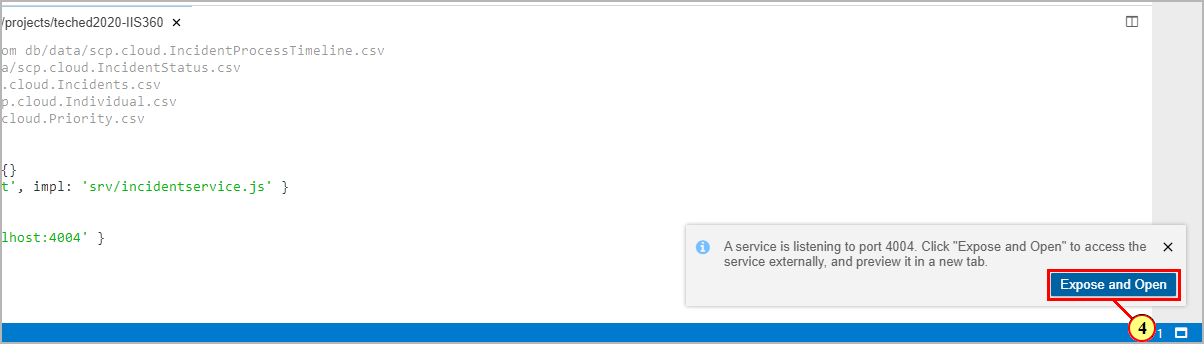 /projects/teched2020-IIS360 ×
om db/data/scp.cloud.IncidentProcessTimeline.csv
a/scp.cloud.IncidentStatus.csv
.cloud.Incidents.csv
p.cloud.Individual.csv
cloud.Priority.csv
{}
t', impl: 'srv/incidentservice.js' }
lhost:4004' }
A service is listening to port 4004. Click "Expose and Open" to access the
service externally, and preview it in a new tab.
Expose and Open
4
1